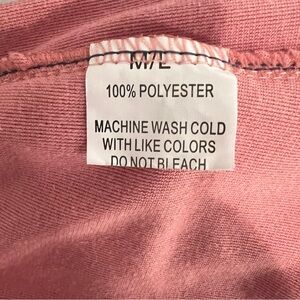 M/L
100% POLYESTER
MACHINE WASH COLD
WITH LIKE COLORS
DO NOT BLEACH